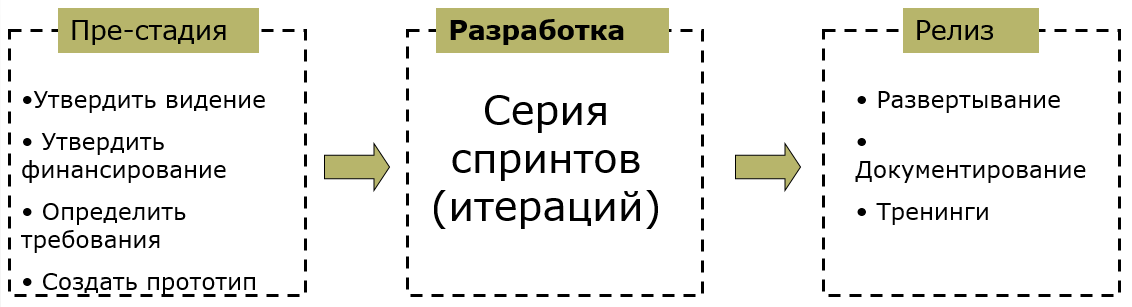 Пре-стадия
•Утвердить видение
• Утвердить
финансирование
• Определить
требования
• Создать прототип
Разработка
Серия
спринтов
(итераций)
Релиз
• Развертывание
•
Документирование
• Тренинги